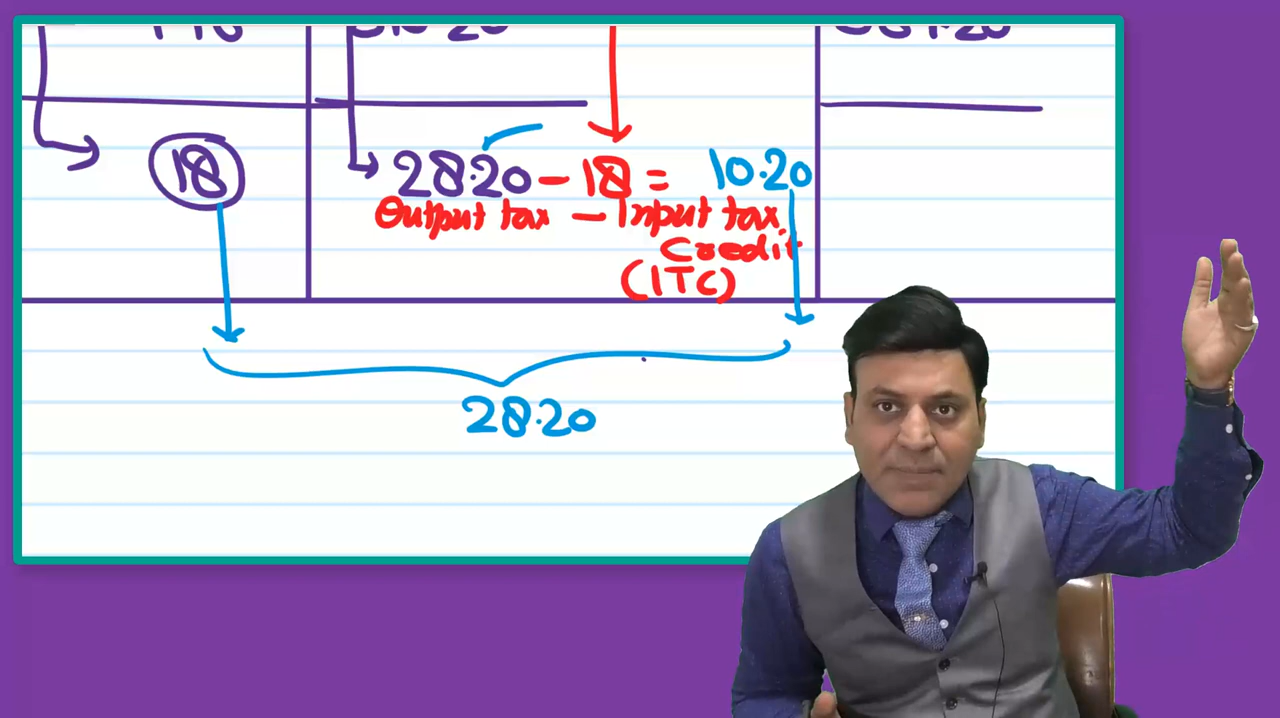 18
28.20 – 18 = 10.20
Output tax – Input tax
Credit
(ITC)
28.20